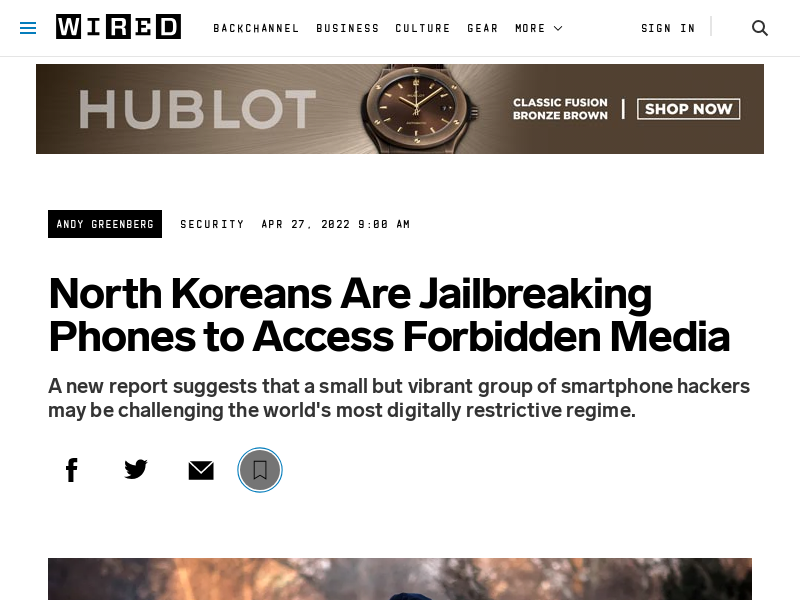 WIRED
BACKCHANNEL BUSINESS CULTURE GEAR MORE SIGN IN
HUBLOT
CLASSIC FUSION
BRONZE BROWN
SHOP NOW
ANDY GREENBERG SECURITY APR 27, 2022 9:00 AM
North Koreans Are Jailbreaking
Phones to Access Forbidden Media
A new report suggests that a small but vibrant group of smartphone hackers
may be challenging the world's most digitally restrictive regime.